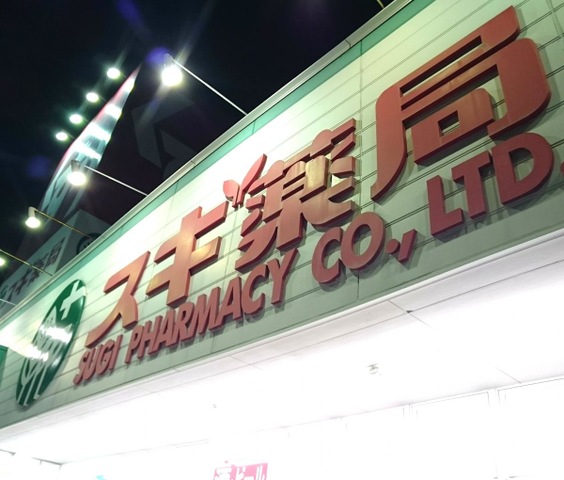 スギ薬局
SUGI PHARMACY CO., LTD.